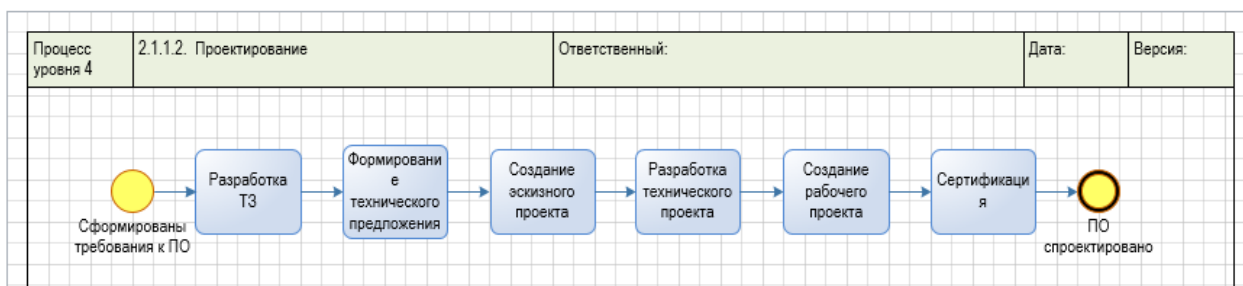 Процесс
уровня 4
2.1.1.2. Проектирование
Ответственный:
Дата:
Версия:
Сформированы
требования к ПО
Разработка
ТЗ
Формировани
е
технического
предложения
Создание
эскизного
проекта
Разработка
технического
проекта
Создание
рабочего
проекта
Сертификаци
я
ПО
спроектировано